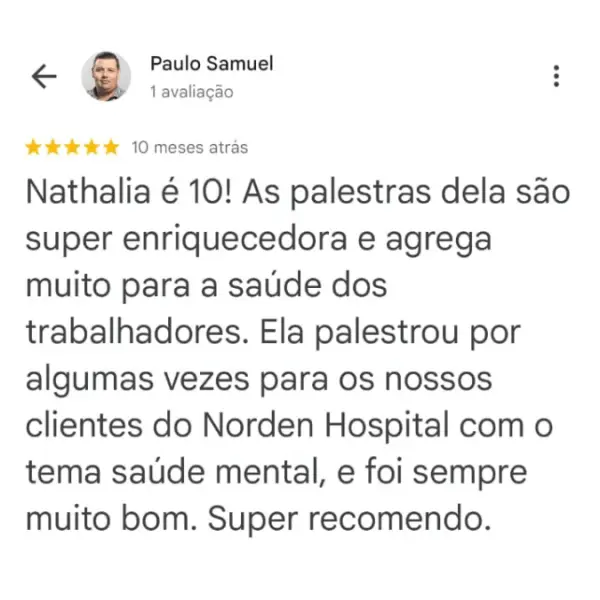 Paulo Samuel
1 avaliação
10 meses atrás
Nathalia é 10! As palestras dela são
super enriquecedora e agrega
muito para a saúde dos
trabalhadores. Ela palestrou por
algumas vezes para os nossos
clientes do Norden Hospital com o
tema saúde mental, e foi sempre
muito bom. Super recomendo.